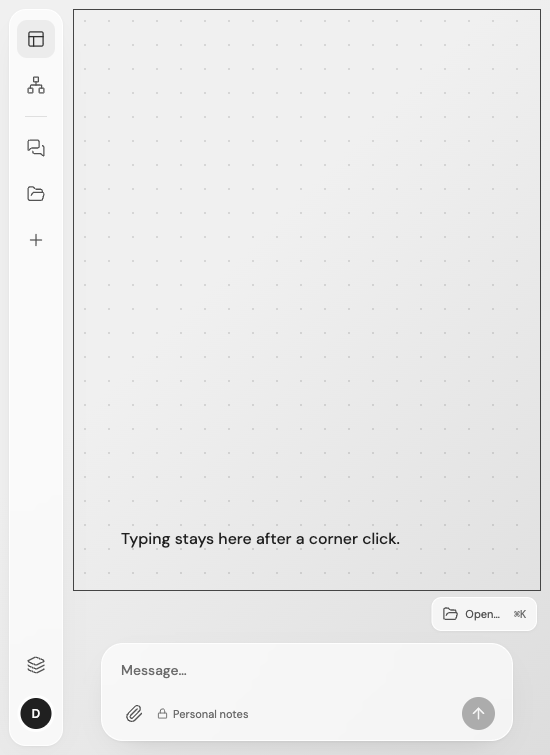 Typing stays here after a corner click.
Open... ⌘K
Message...
Personal notes
D